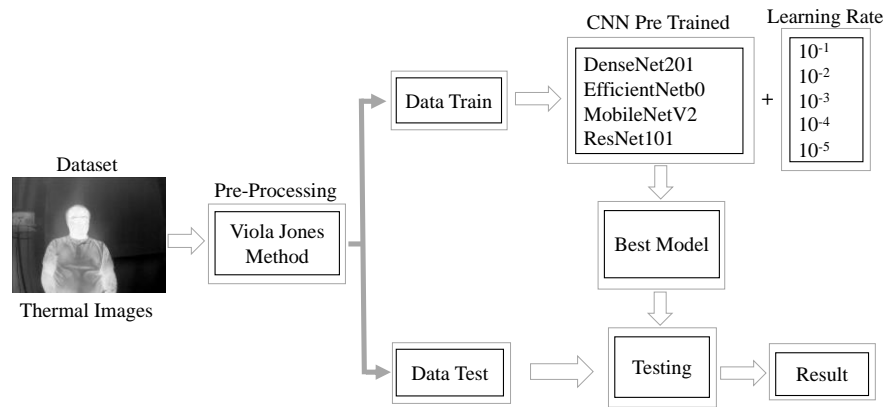 Dataset
Thermal Images
Pre-Processing
Viola Jones
Method
Data Train
CNN Pre Trained
DenseNet201
EfficientNetb0
MobileNetV2
ResNet101
+
Learning Rate
10⁻¹
10⁻²
10⁻³
10⁻⁴
10⁻⁵
Best Model
Data Test
Testing
Result